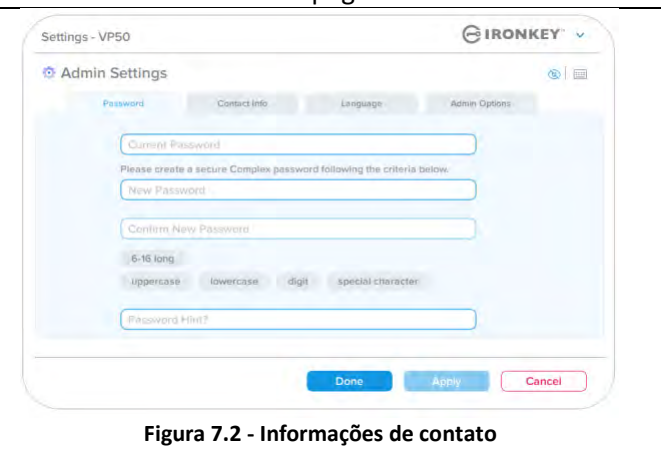 Settings - VP50
IRONKEY™
Admin Settings
Password Contact Info Language Admin Options
Current Password
Please create a secure Complex password following the criteria below.
New Password
Confirm New Password
6-16 long
uppercase lowercase digit special character
Password Hint?
Done Apply Cancel
Figura 7.2 - Informações de contato